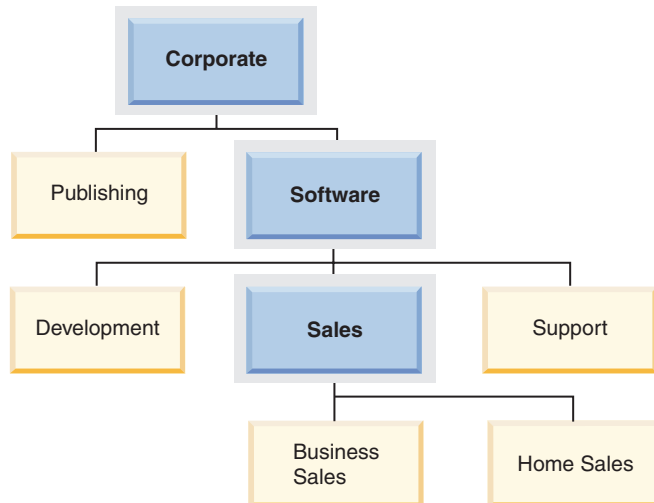 Corporate
Publishing
Software
Development
Sales
Support
Business
Sales
Home Sales